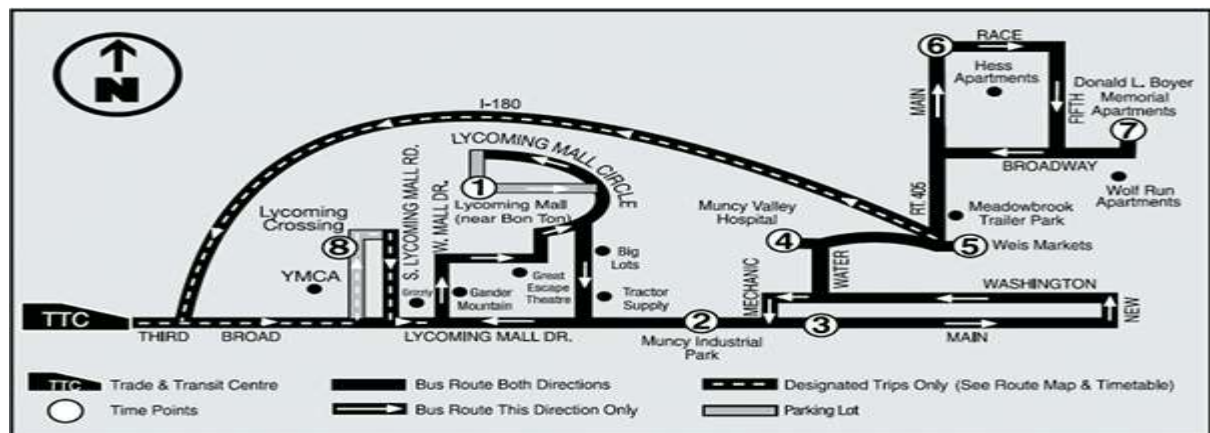 N
I-180
LYCOMING MALL CIRCLE
1
Lycoming Mall
(near Bon Ton)
S. LYCOMING MALL RD.
W. MALL DR.
Lycoming
Crossing
8
YMCA
Grizzly
Gander
Mountain
Great
Escape
Theatre
Big
Lots
Tractor
Supply
TTC
THIRD
BROAD
LYCOMING MALL DR.
2
Muncy Industrial
Park
3
MAIN
NEW
WASHINGTON
MECHANIC
WATER
Muncy Valley
Hospital
4
5
Weis Markets
Meadowbrook
Trailer Park
RT. 405
MAIN
6
RACE
Hess
Apartments
FIFTH
Donald L. Boyer
Memorial
Apartments
7
BROADWAY
Wolf Run
Apartments
TTC Trade & Transit Centre
Time Points
Bus Route Both Directions
Bus Route This Direction Only
Designated Trips Only (See Route Map & Timetable)
Parking Lot